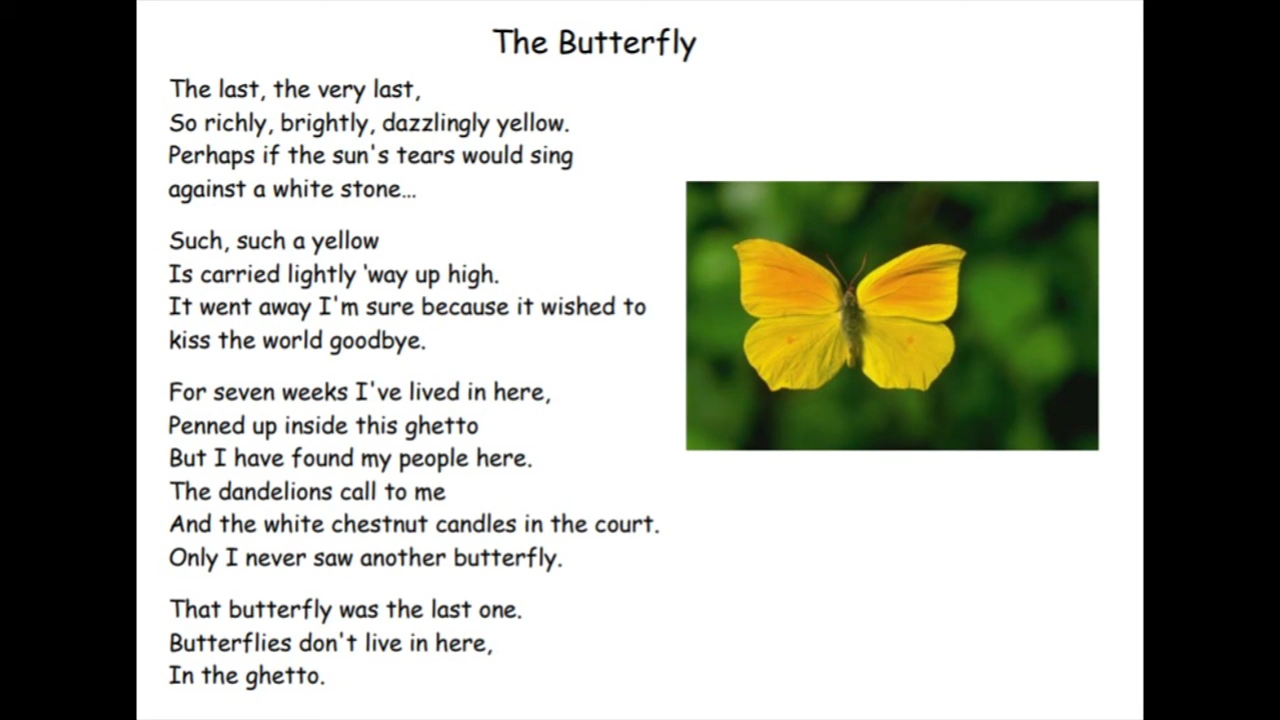 The Butterfly
The last, the very last,
So richly, brightly, dazzlingly yellow.
Perhaps if the sun's tears would sing
against a white stone...
Such, such a yellow
Is carried lightly 'way up high.
It went away I'm sure because it wished to
kiss the world goodbye.
For seven weeks I've lived in here,
Penned up inside this ghetto
But I have found my people here.
The dandelions call to me
And the white chestnut candles in the court.
Only I never saw another butterfly.
That butterfly was the last one.
Butterflies don't live in here,
In the ghetto.